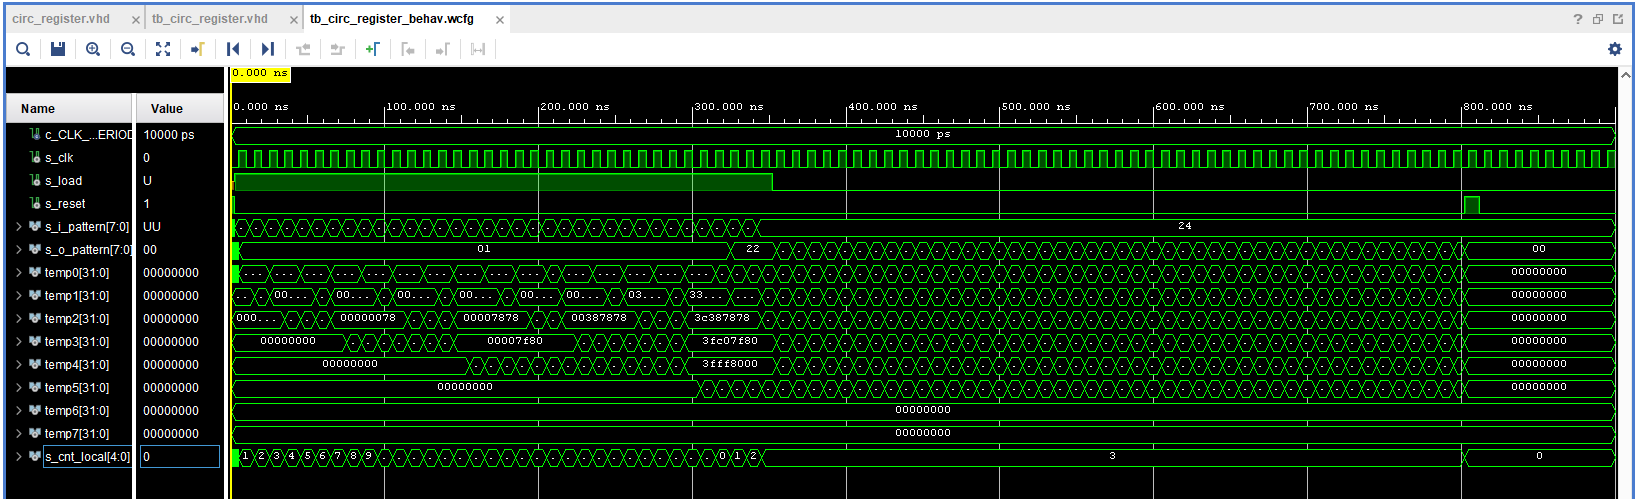 circ_register.vhd × tb_circ_register.vhd × tb_circ_register_behav.wcfg ×
0.000 ns
Name Value
0.000 ns 100.000 ns 200.000 ns 300.000 ns 400.000 ns 500.000 ns 600.000 ns 700.000 ns 800.000 ns
c_CLK_...ERIOD 10000 ps 10000 ps
s_clk 0
s_load U
s_reset 1
s_i_pattern[7:0] UU 24
s_o_pattern[7:0] 00 01 22 00
temp0[31:0] 00000000 ... ... ... ... ... ... ... ... ... ... ... 00000000
temp1[31:0] 00000000 00... 00... 00... 00... 00... 00... 03... 33... ... 00000000
temp2[31:0] 00000000 000... 00000078 00007878 00387878 3c387878 00000000
temp3[31:0] 00000000 00000000 00007f80 3fc07f80 00000000
temp4[31:0] 00000000 00000000 3fff8000 00000000
temp5[31:0] 00000000 00000000 00000000
temp6[31:0] 00000000 00000000
temp7[31:0] 00000000 00000000
s_cnt_local[4:0] 0 1 2 3 4 5 6 7 8 9 0 1 2 3 0